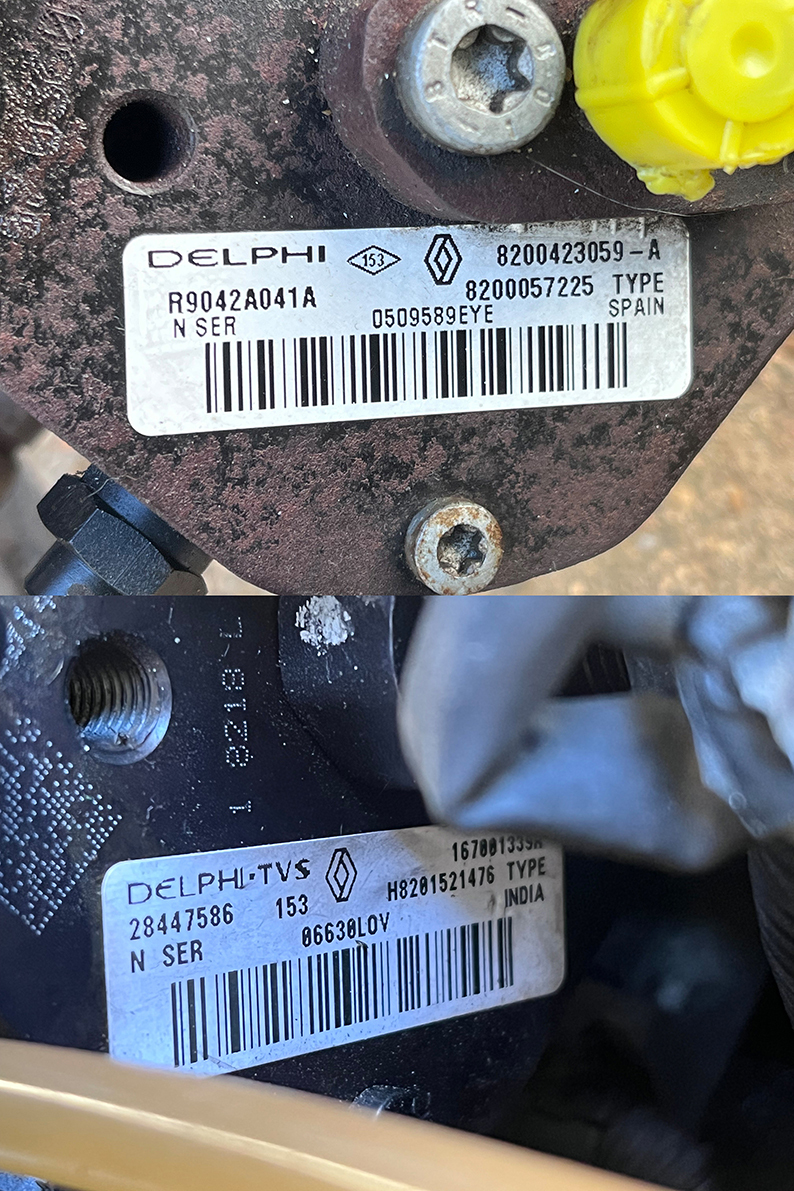 DELPHI 153 8200423059-A
R9042A041A 8200057225 TYPE
N SER 0509589EYE SPAIN
1 8218 L
DELPHI-TVS 167001339R
28447586 153 H8201521476 TYPE
N SER 06630LOV INDIA